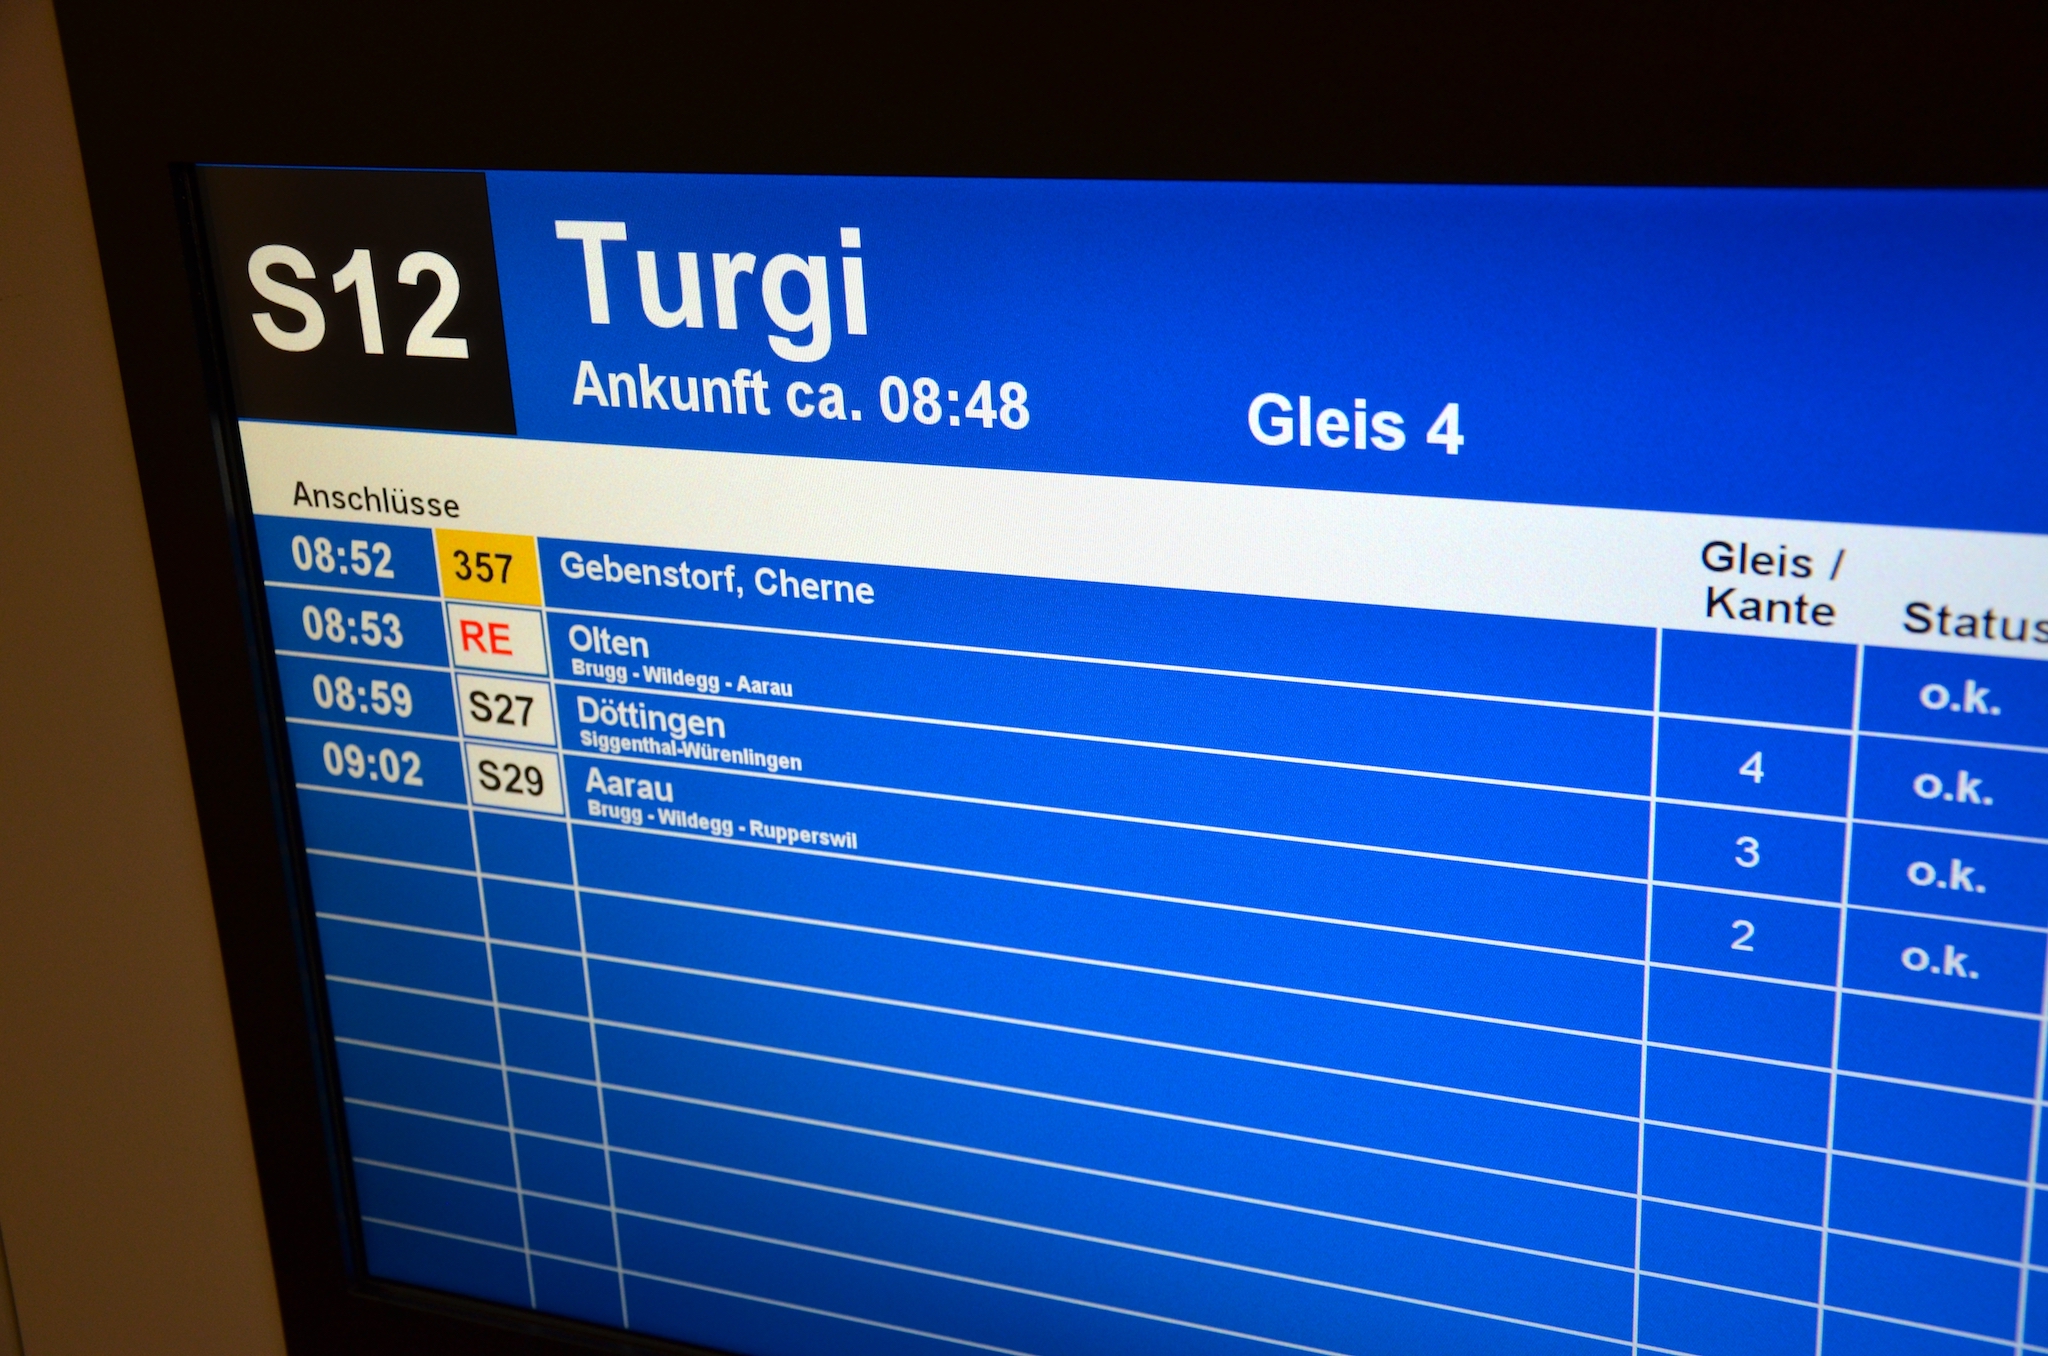 S12
Turgi
Ankunft ca. 08:48
Gleis 4
Anschlüsse
Gleis /
Kante
Status
08:52 357 Gebenstorf, Cherne o.k.
08:53 RE Olten 4 o.k.
Brugg - Wildegg - Aarau
08:59 S27 Döttingen 3 o.k.
Siggenthal-Würenlingen
09:02 S29 Aarau 2 o.k.
Brugg - Wildegg - Rupperswil